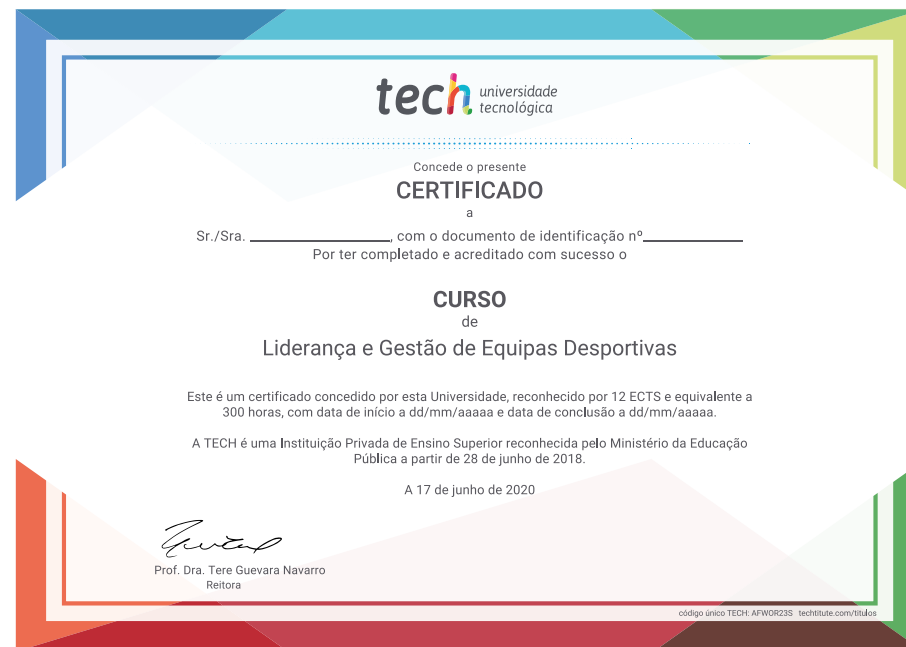 tech universidade
tecnológica
Concede o presente
CERTIFICADO
a
Sr./Sra. ____________________, com o documento de identificação nº______________
Por ter completado e acreditado com sucesso o
CURSO
de
Liderança e Gestão de Equipas Desportivas
Este é um certificado concedido por esta Universidade, reconhecido por 12 ECTS e equivalente a
300 horas, com data de início a dd/mm/aaaaa e data de conclusão a dd/mm/aaaaa.
A TECH é uma Instituição Privada de Ensino Superior reconhecida pelo Ministério da Educação
Pública a partir de 28 de junho de 2018.
A 17 de junho de 2020
Prof. Dra. Tere Guevara Navarro
Reitora
código único TECH: AFWOR23S techtitute.com/titulos